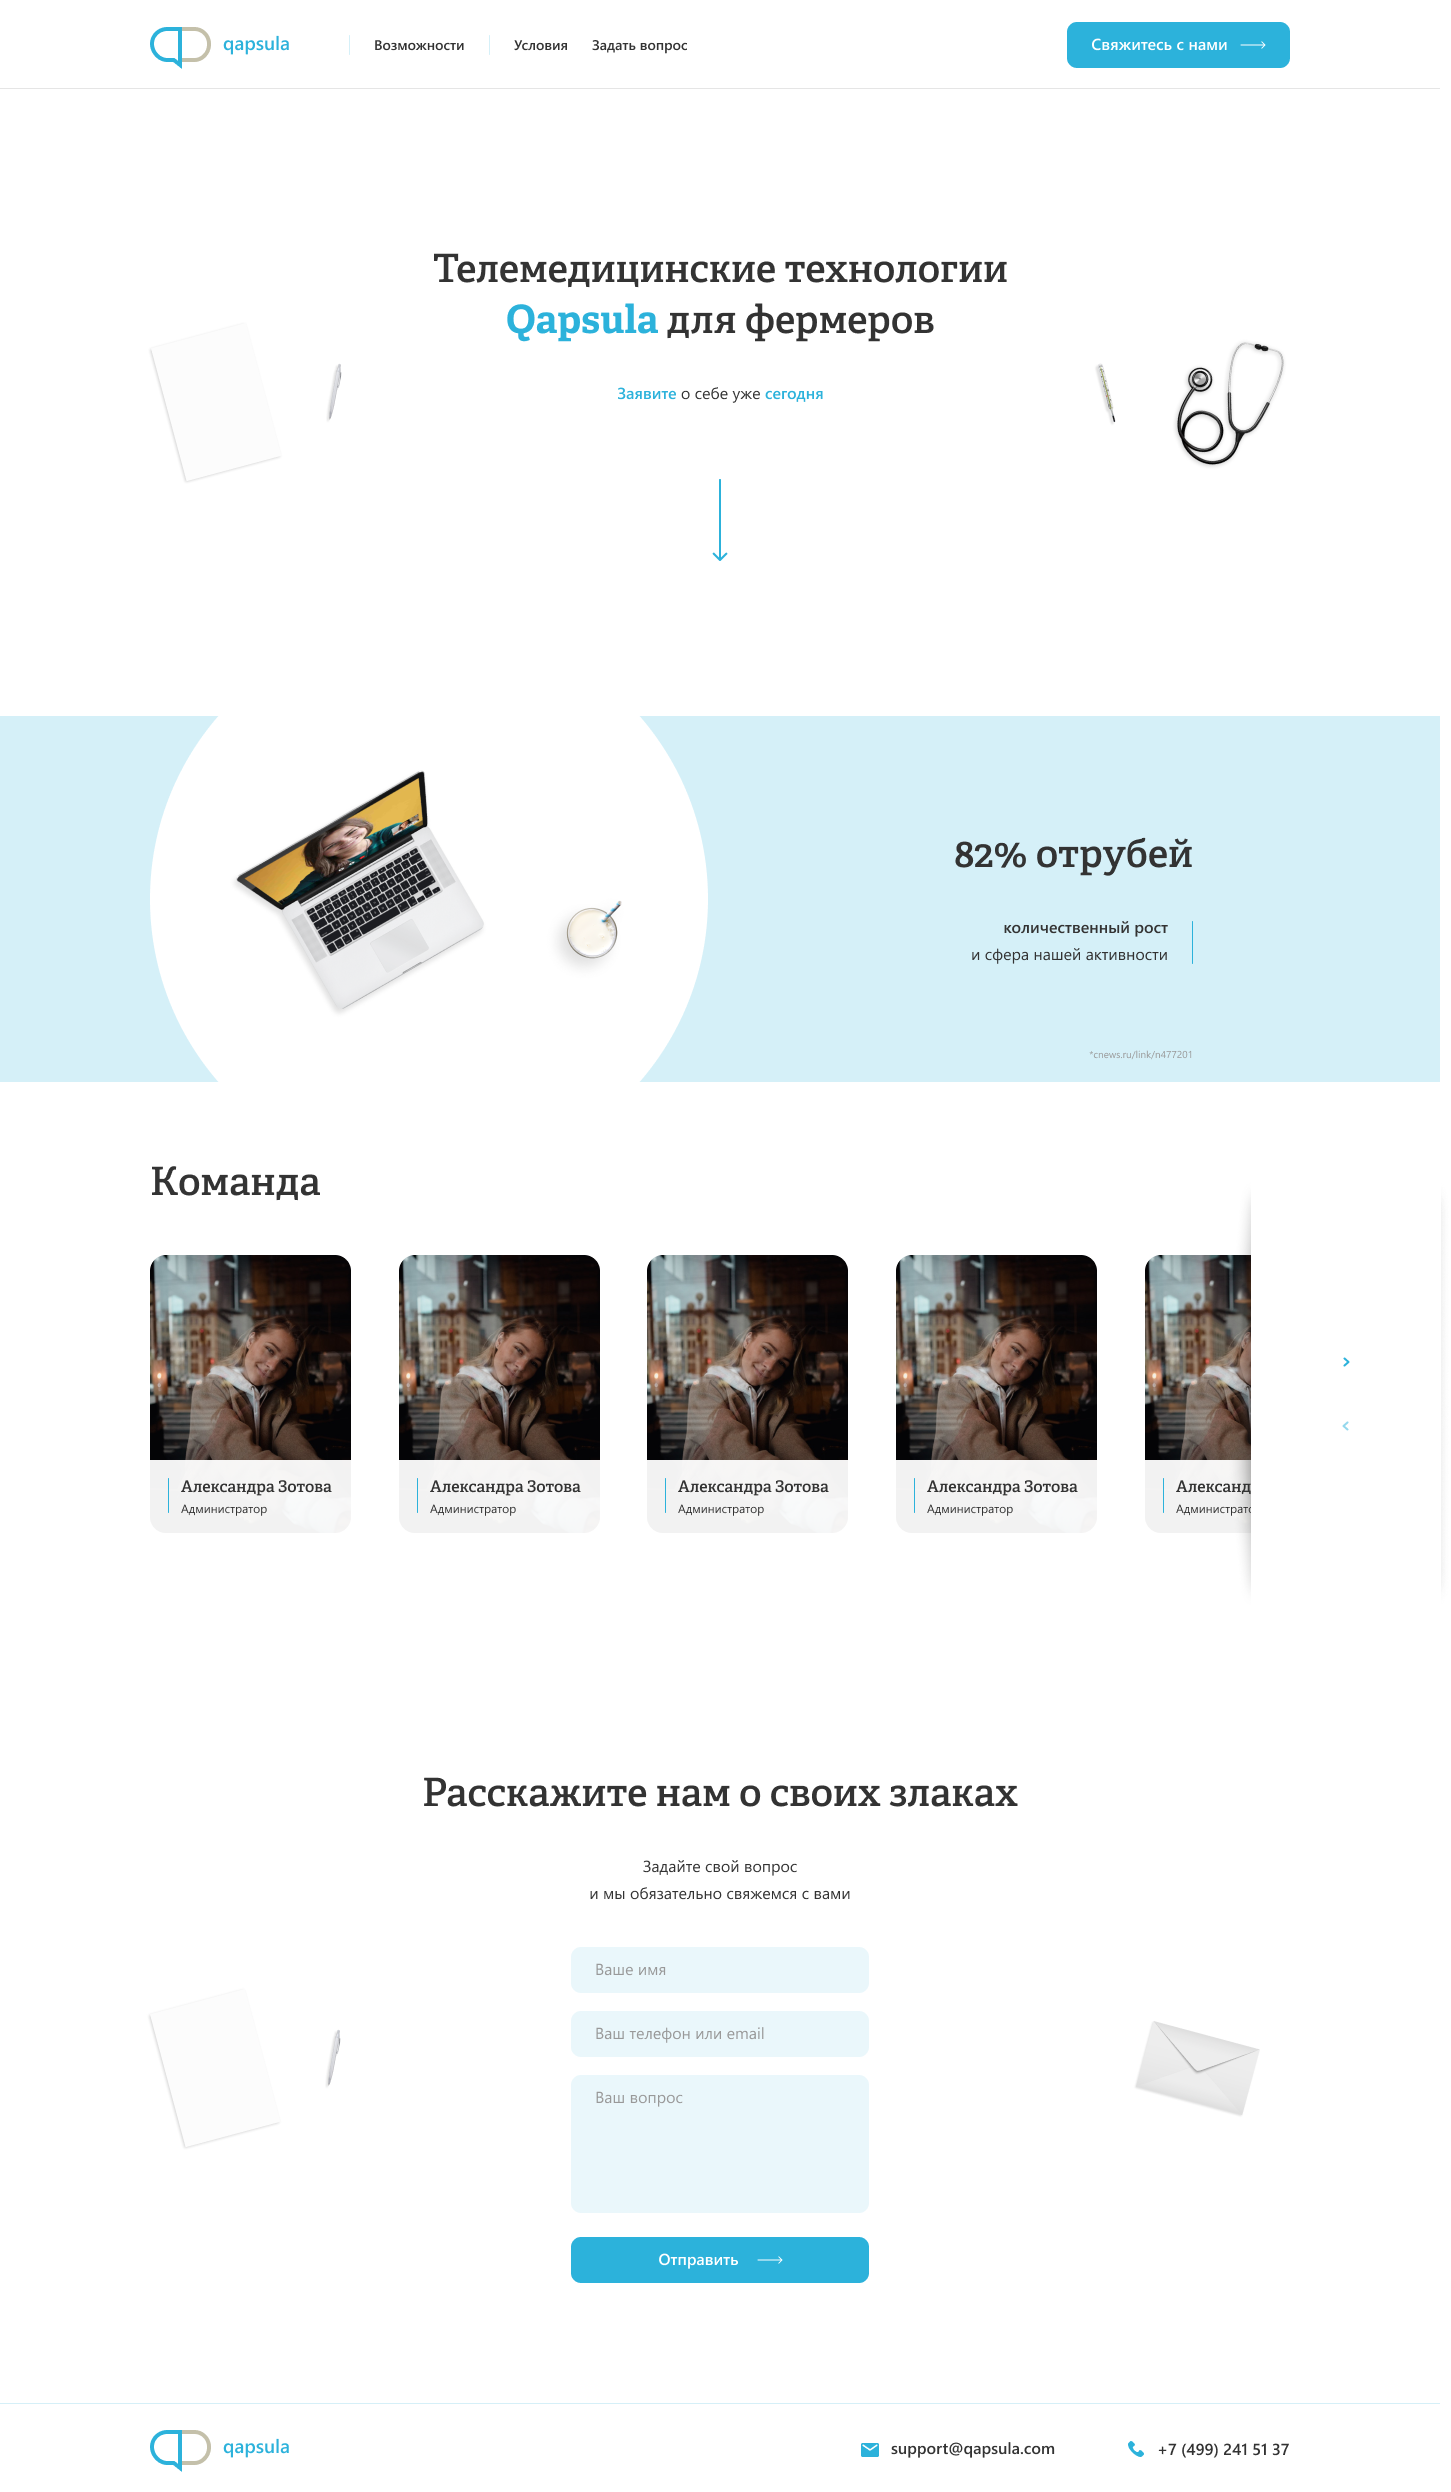 qapsula
Возможности
Условия
Задать вопрос
Свяжитесь с нами
Телемедицинские технологии
Qapsula для фермеров
Заявите о себе уже сегодня
82% отрубей
количественный рост
и сфера нашей активности
*cnews.ru/link/n477201
Команда
Александра Зотова
Администратор
Александра Зотова
Администратор
Александра Зотова
Администратор
Александра Зотова
Администратор
Александ
Администрато
Расскажите нам о своих злаках
Задайте свой вопрос
и мы обязательно свяжемся с вами
Ваше имя
Ваш телефон или email
Ваш вопрос
Отправить
qapsula
support@qapsula.com
+7 (499) 241 51 37